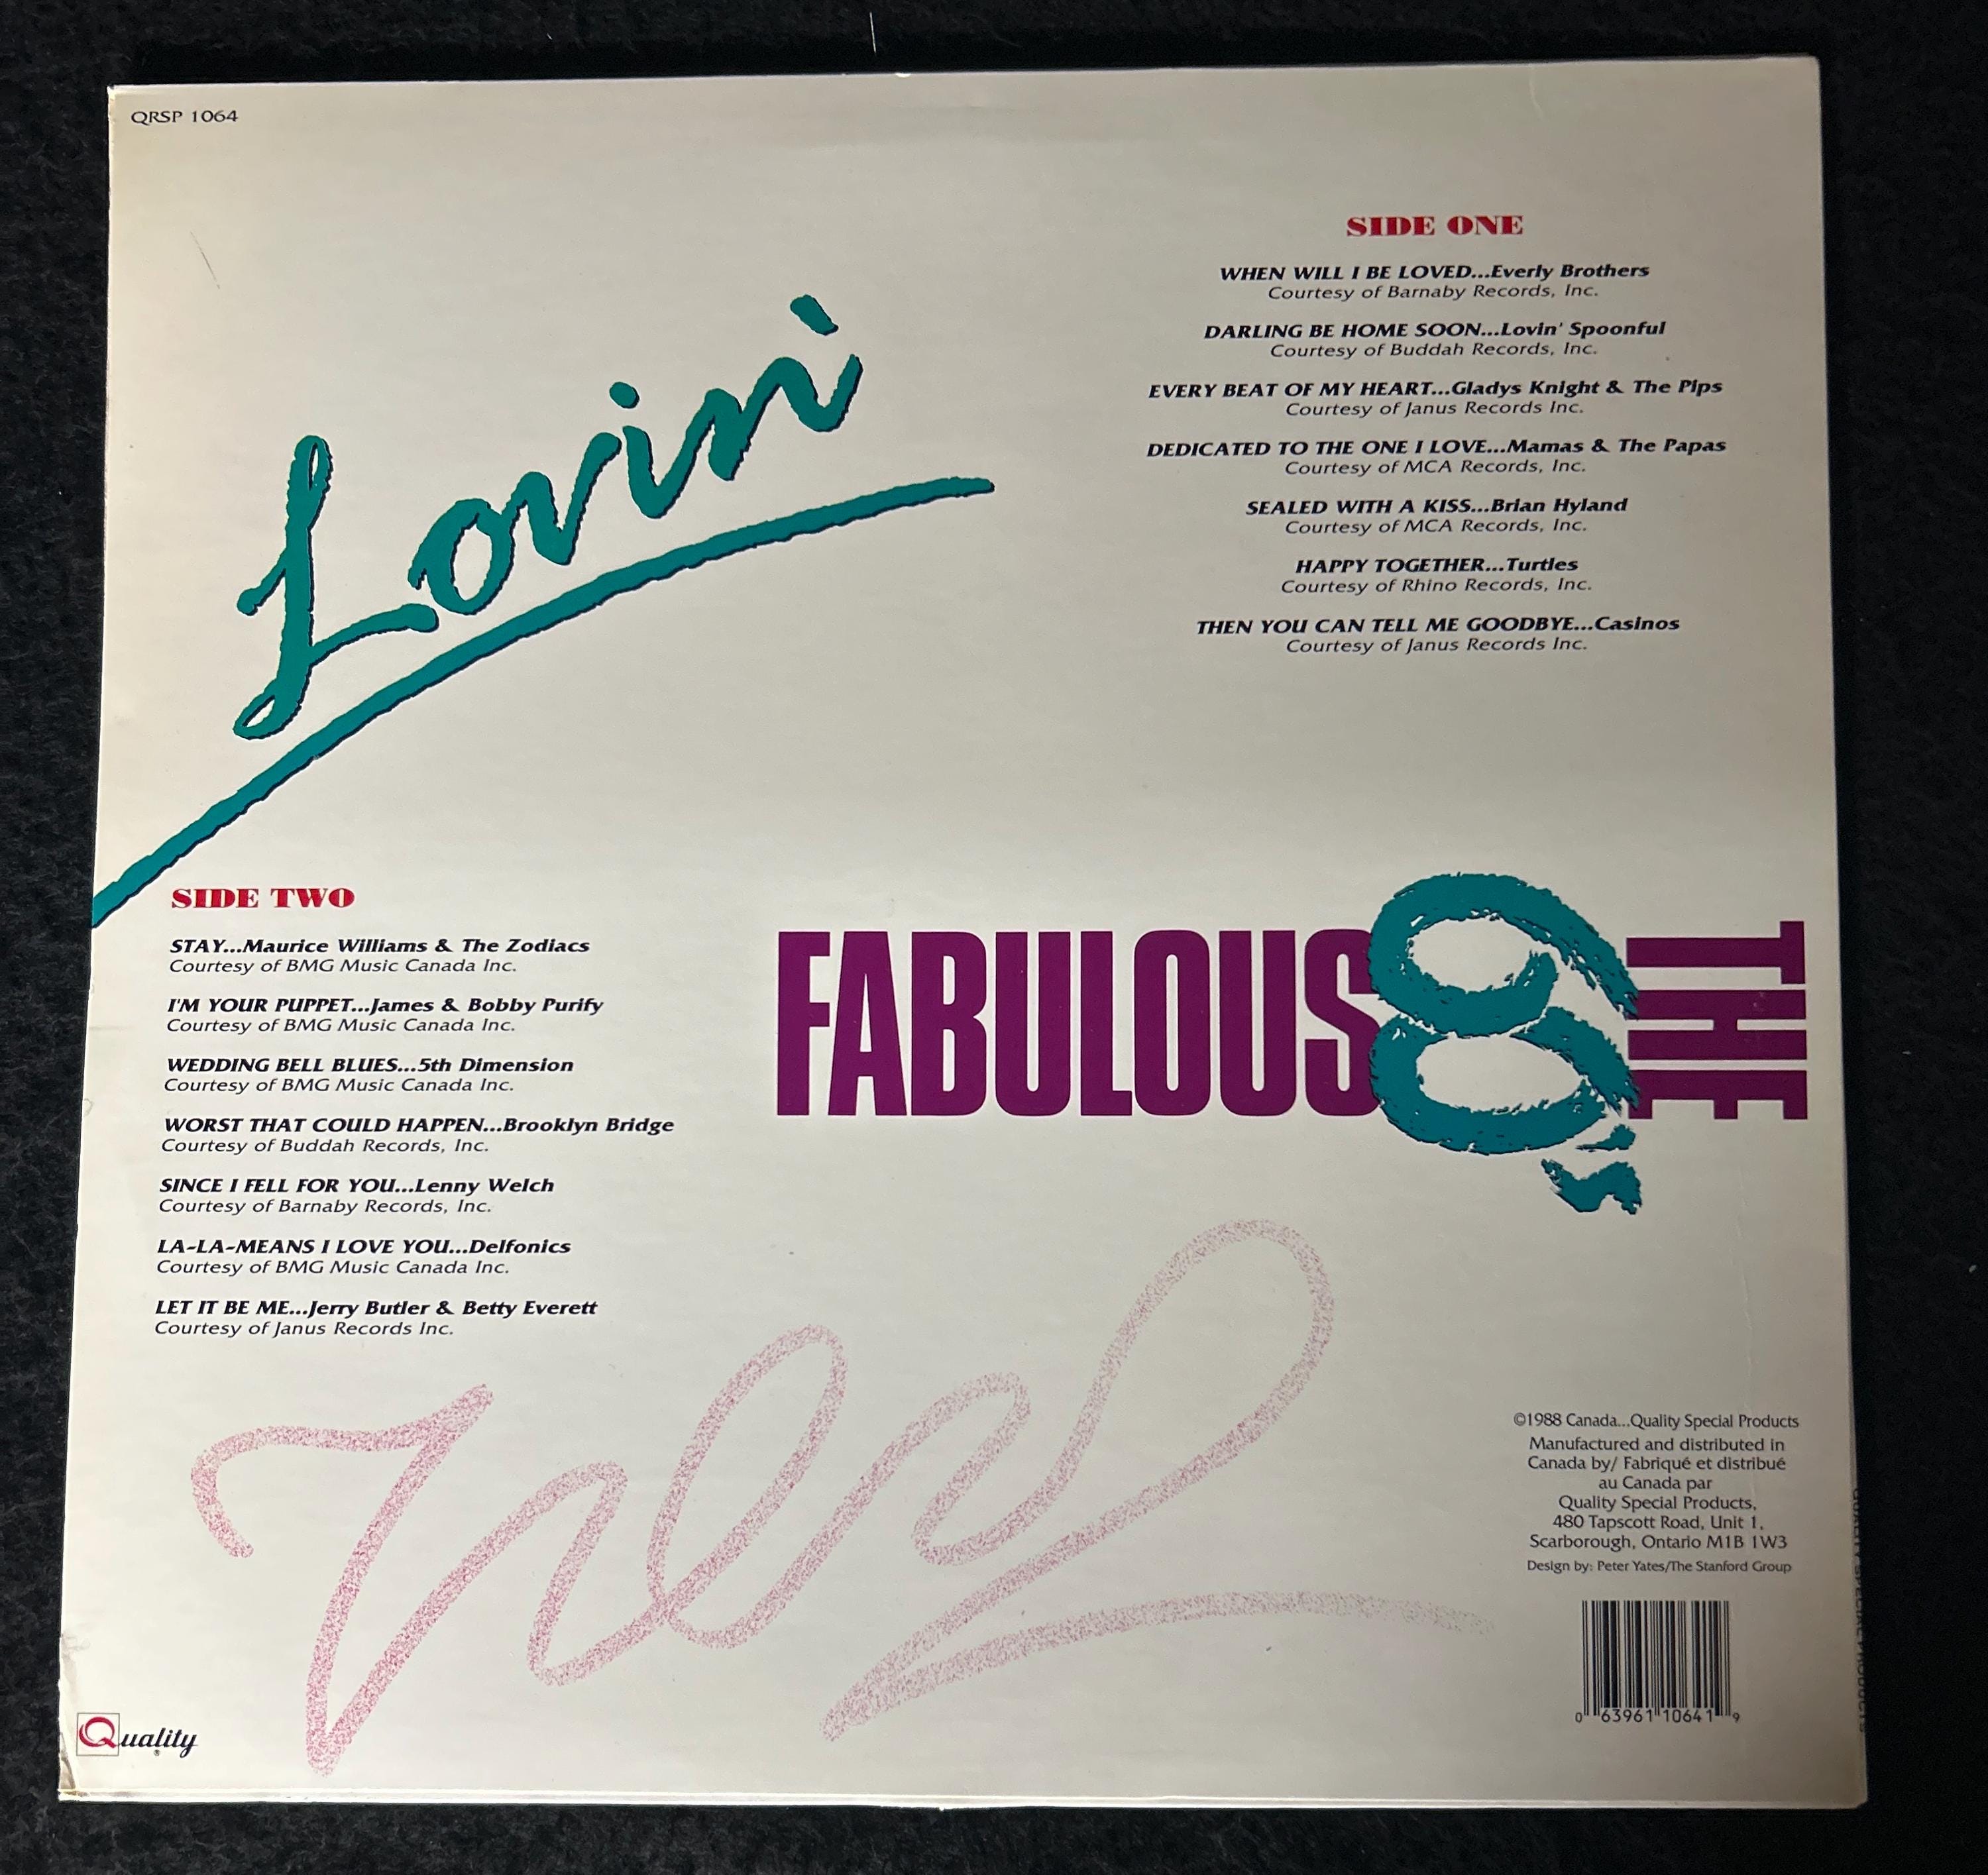 QRSP 1064
Lovin'
SIDE ONE
WHEN WILL I BE LOVED...Everly Brothers
Courtesy of Barnaby Records, Inc.
DARLING BE HOME SOON...Lovin' Spoonful
Courtesy of Buddah Records, Inc.
EVERY BEAT OF MY HEART...Gladys Knight & The Pips
Courtesy of Janus Records Inc.
DEDICATED TO THE ONE I LOVE...Mamas & The Papas
Courtesy of MCA Records, Inc.
SEALED WITH A KISS...Brian Hyland
Courtesy of MCA Records, Inc.
HAPPY TOGETHER...Turtles
Courtesy of Rhino Records, Inc.
THEN YOU CAN TELL ME GOODBYE...Casinos
Courtesy of Janus Records Inc.
SIDE TWO
STAY...Maurice Williams & The Zodiacs
Courtesy of BMG Music Canada Inc.
I'M YOUR PUPPET...James & Bobby Purify
Courtesy of BMG Music Canada Inc.
WEDDING BELL BLUES...5th Dimension
Courtesy of BMG Music Canada Inc.
WORST THAT COULD HAPPEN...Brooklyn Bridge
Courtesy of Buddah Records, Inc.
SINCE I FELL FOR YOU...Lenny Welch
Courtesy of Barnaby Records, Inc.
LA-LA-MEANS I LOVE YOU...Delfonics
Courtesy of BMG Music Canada Inc.
LET IT BE ME...Jerry Butler & Betty Everett
Courtesy of Janus Records Inc.
THE
FABULOUS
60's
©1988 Canada...Quality Special Products
Manufactured and distributed in
Canada by/ Fabriqué et distribué
au Canada par
Quality Special Products,
480 Tapscott Road, Unit 1,
Scarborough, Ontario M1B 1W3
Design by: Peter Yates/The Stanford Group
0 63961 10641 9
Quality